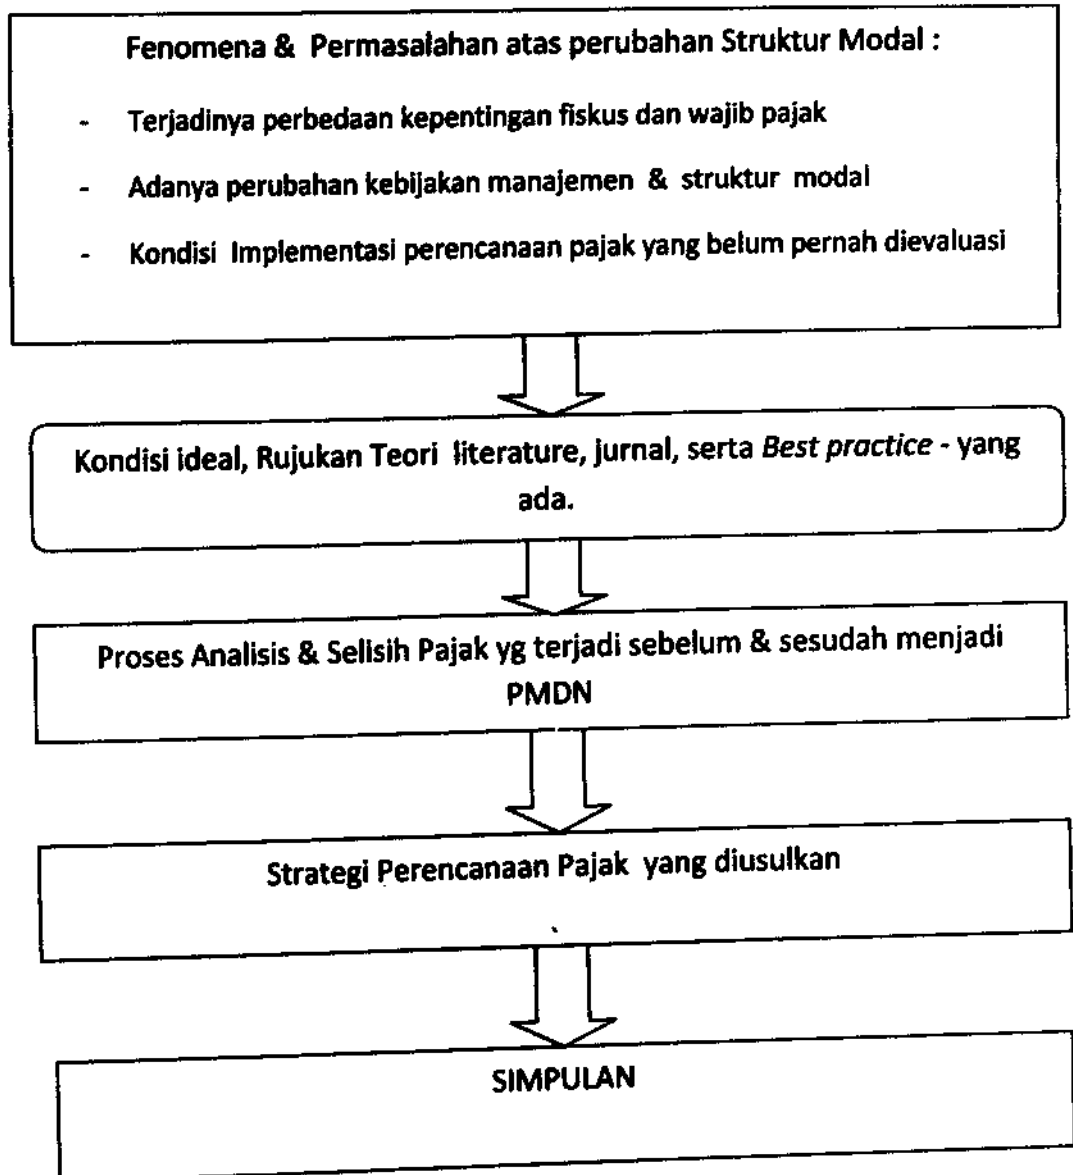 Fenomena & Permasalahan atas perubahan Struktur Modal :
- Terjadinya perbedaan kepentingan fiskus dan wajib pajak
- Adanya perubahan kebijakan manajemen & struktur modal
- Kondisi Implementasi perencanaan pajak yang belum pernah dievaluasi
Kondisi ideal, Rujukan Teori literature, jurnal, serta Best practice - yang
ada.
Proses Analisis & Selisih Pajak yg terjadi sebelum & sesudah menjadi
PMDN
Strategi Perencanaan Pajak yang diusulkan
SIMPULAN